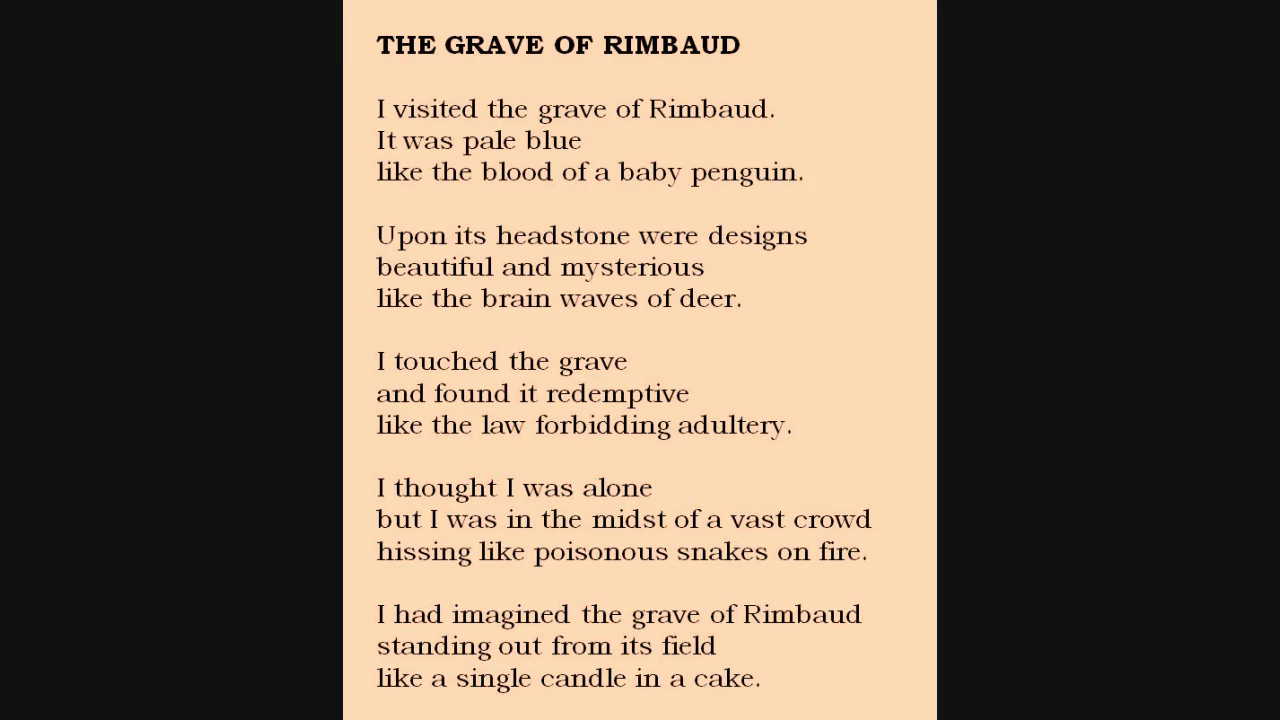 THE GRAVE OF RIMBAUD
I visited the grave of Rimbaud.
It was pale blue
like the blood of a baby penguin.
Upon its headstone were designs
beautiful and mysterious
like the brain waves of deer.
I touched the grave
and found it redemptive
like the law forbidding adultery.
I thought I was alone
but I was in the midst of a vast crowd
hissing like poisonous snakes on fire.
I had imagined the grave of Rimbaud
standing out from its field
like a single candle in a cake.